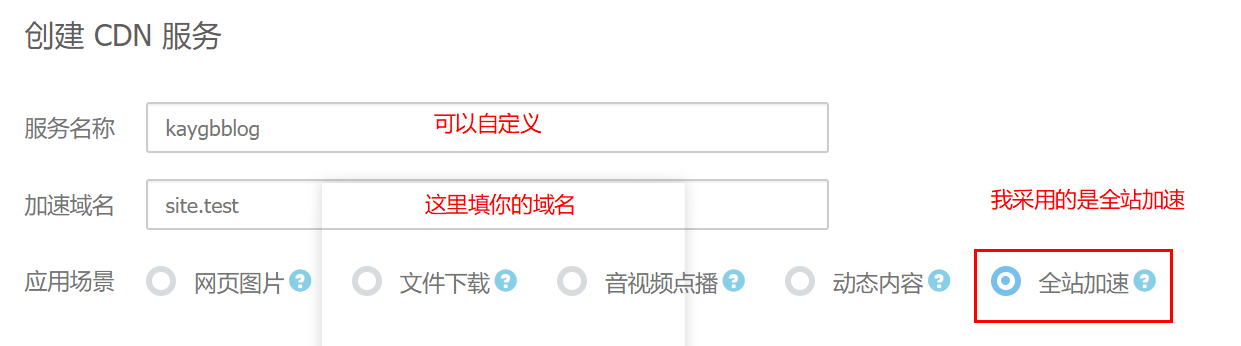 创建 CDN 服务
服务名称 kaygbblog 可以自定义
加速域名 site.test 这里填你的域名
我采用的是全站加速
应用场景 网页图片 ? 文件下载 ? 音视频点播 ? 动态内容 ? 全站加速 ?